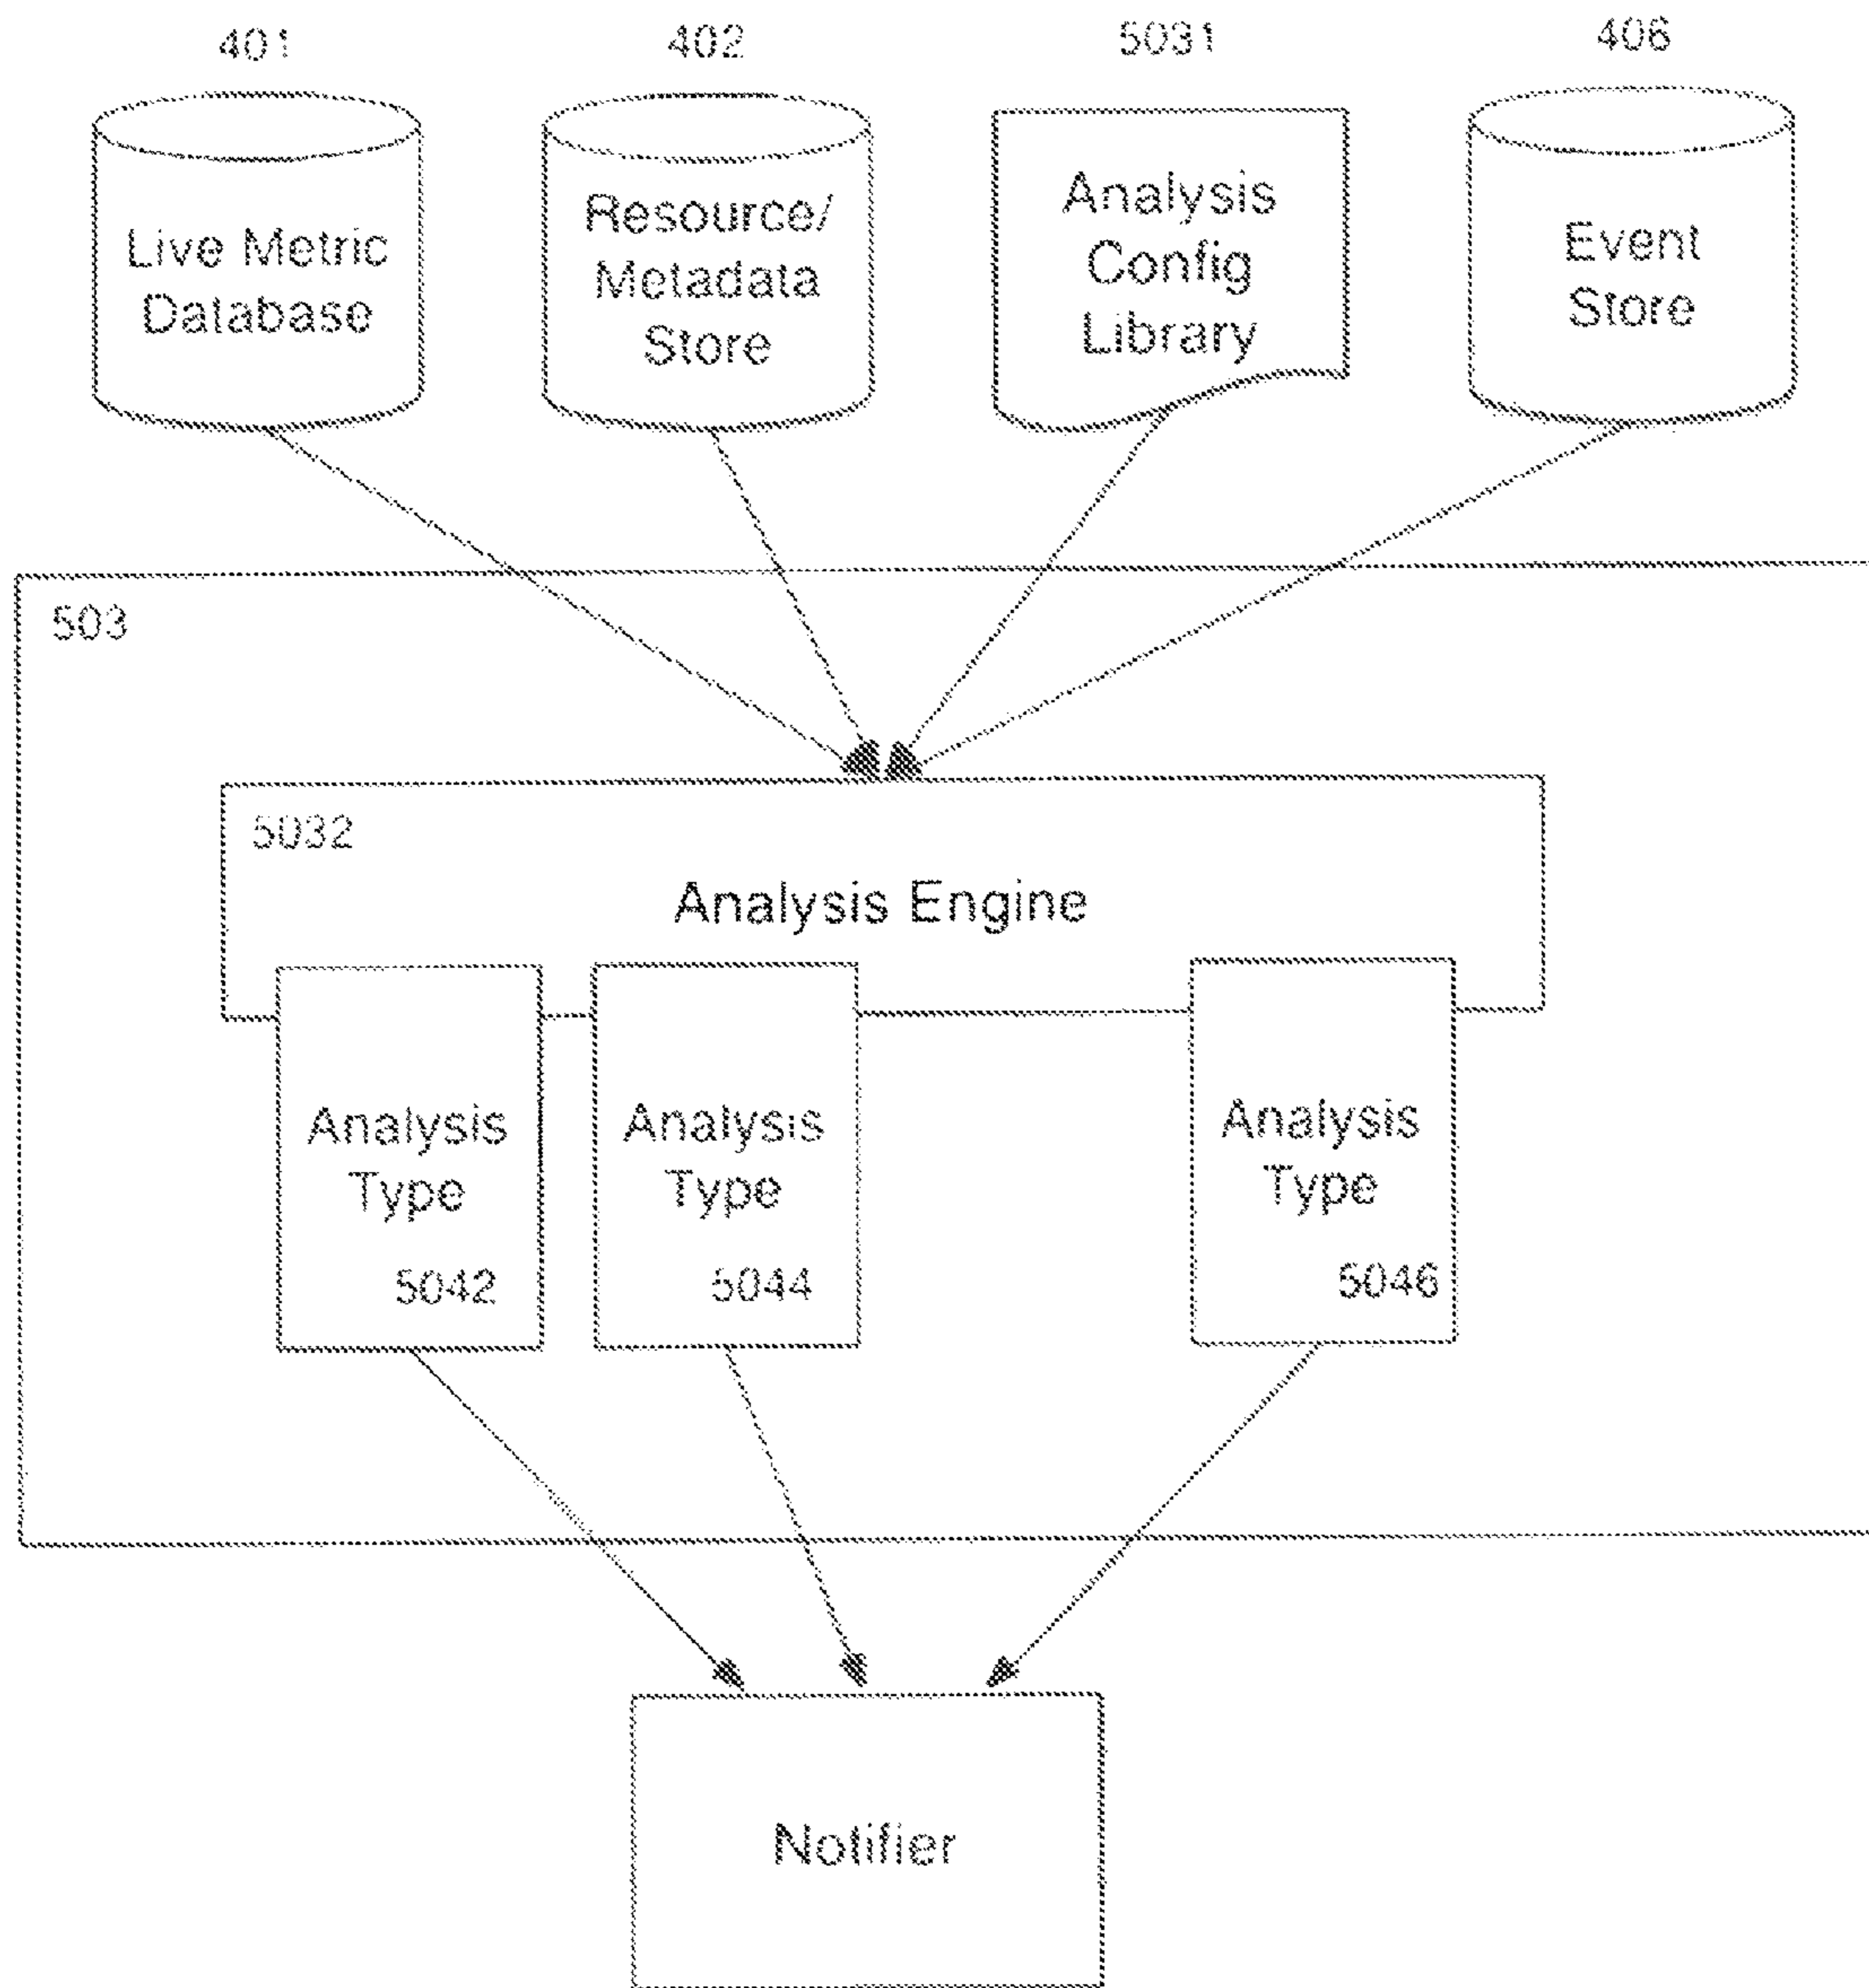 401
402
5031
406
Live Metric
Database
Resource/
Metadata
Store
Analysis
Config
Library
Event
Store
503
5032
Analysis Engine
Analysis
Type
5042
Analysis
Type
5044
Analysis
Type
5046
Notifier